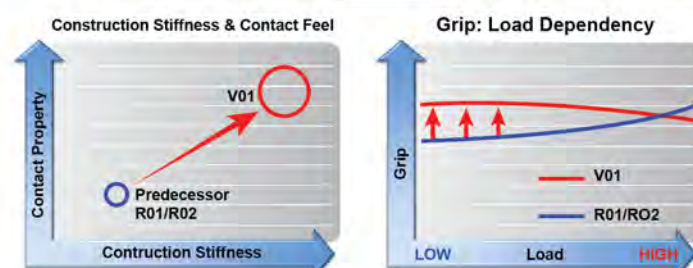 Construction Stiffness & Contact Feel
Contact Property
V01
Predecessor
R01/R02
Contruction Stiffness
Grip: Load Dependency
Grip
V01
R01/RO2
LOW
Load
HIGH